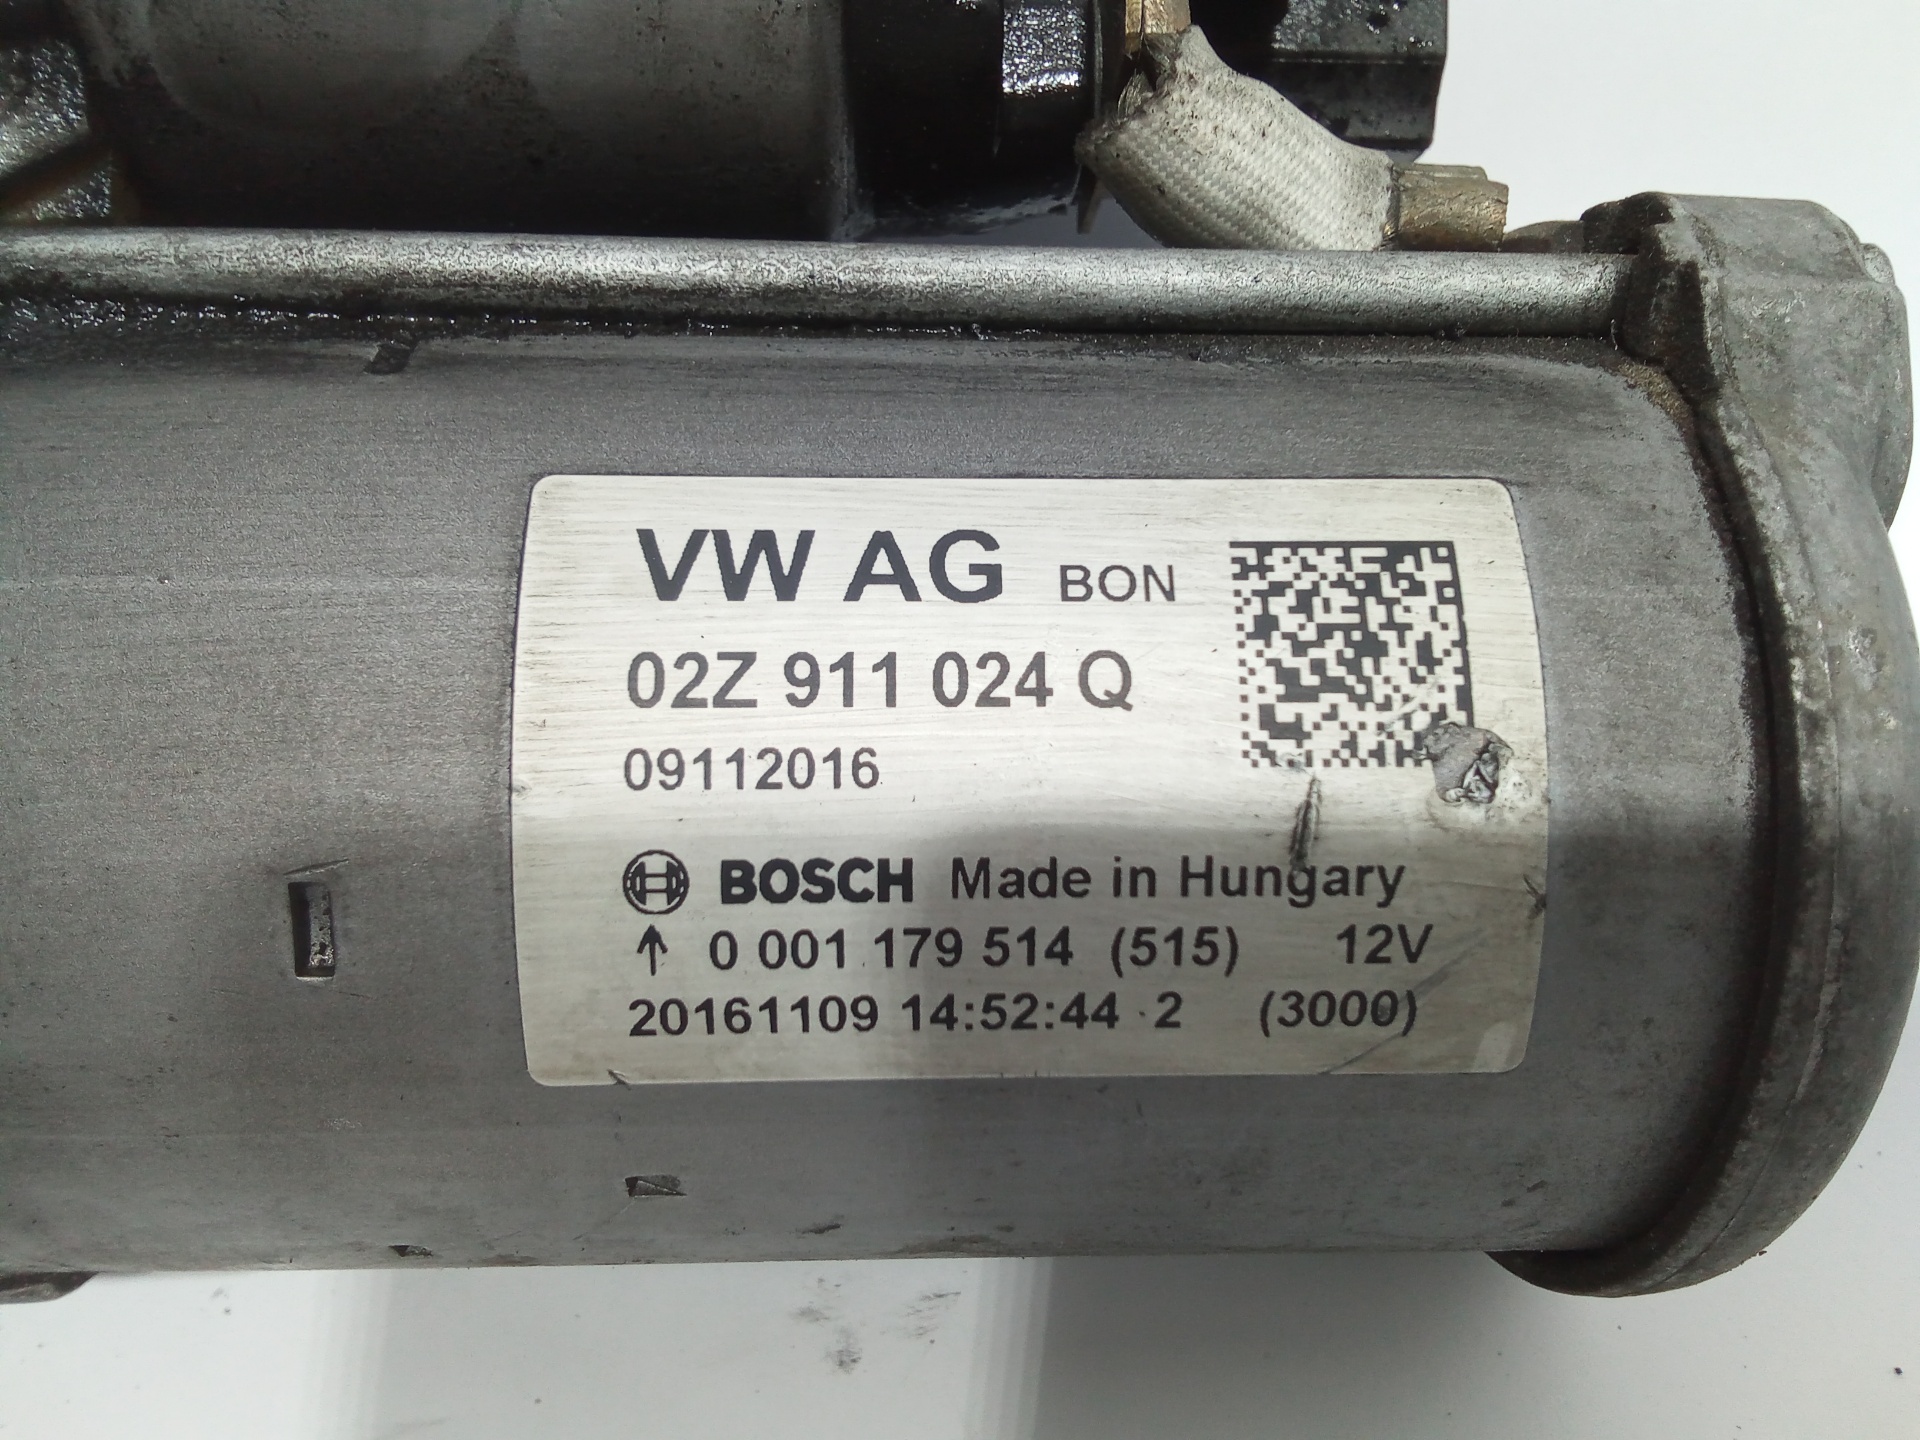 VW AG BON
02Z 911 024 Q
09112016
BOSCH Made in Hungary
↑ 0 001 179 514 (515) 12V
20161109 14:52:44 2 (3000)